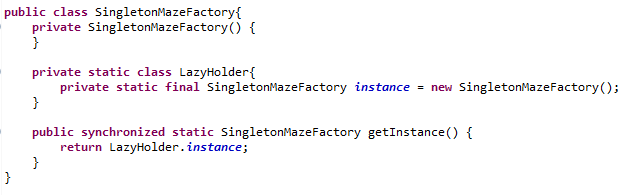 public class SingletonMazeFactory{
private SingletonMazeFactory() {
}
private static class LazyHolder{
private static final SingletonMazeFactory instance = new SingletonMazeFactory();
}
public synchronized static SingletonMazeFactory getInstance() {
return LazyHolder.instance;
}
}